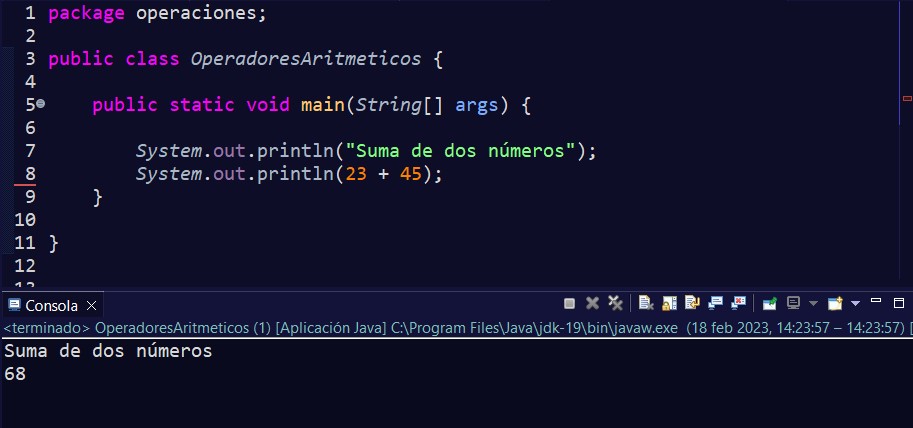 1 package operaciones;
2
3 public class OperadoresAritmeticos {
4
5 public static void main(String[] args) {
6
7 System.out.println("Suma de dos números");
8 System.out.println(23 + 45);
9 }
10
11 }
12
Consola
<terminado> OperadoresAritmeticos (1) [Aplicación Java] C:\Program Files\Java\jdk-19\bin\javaw.exe (18 feb 2023, 14:23:57 – 14:23:57) [
Suma de dos números
68